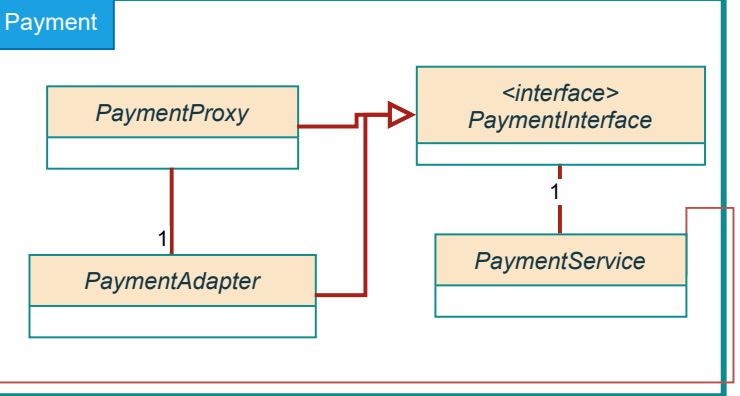 Payment
PaymentProxy
<interface>
PaymentInterface
1
1
PaymentAdapter
PaymentService